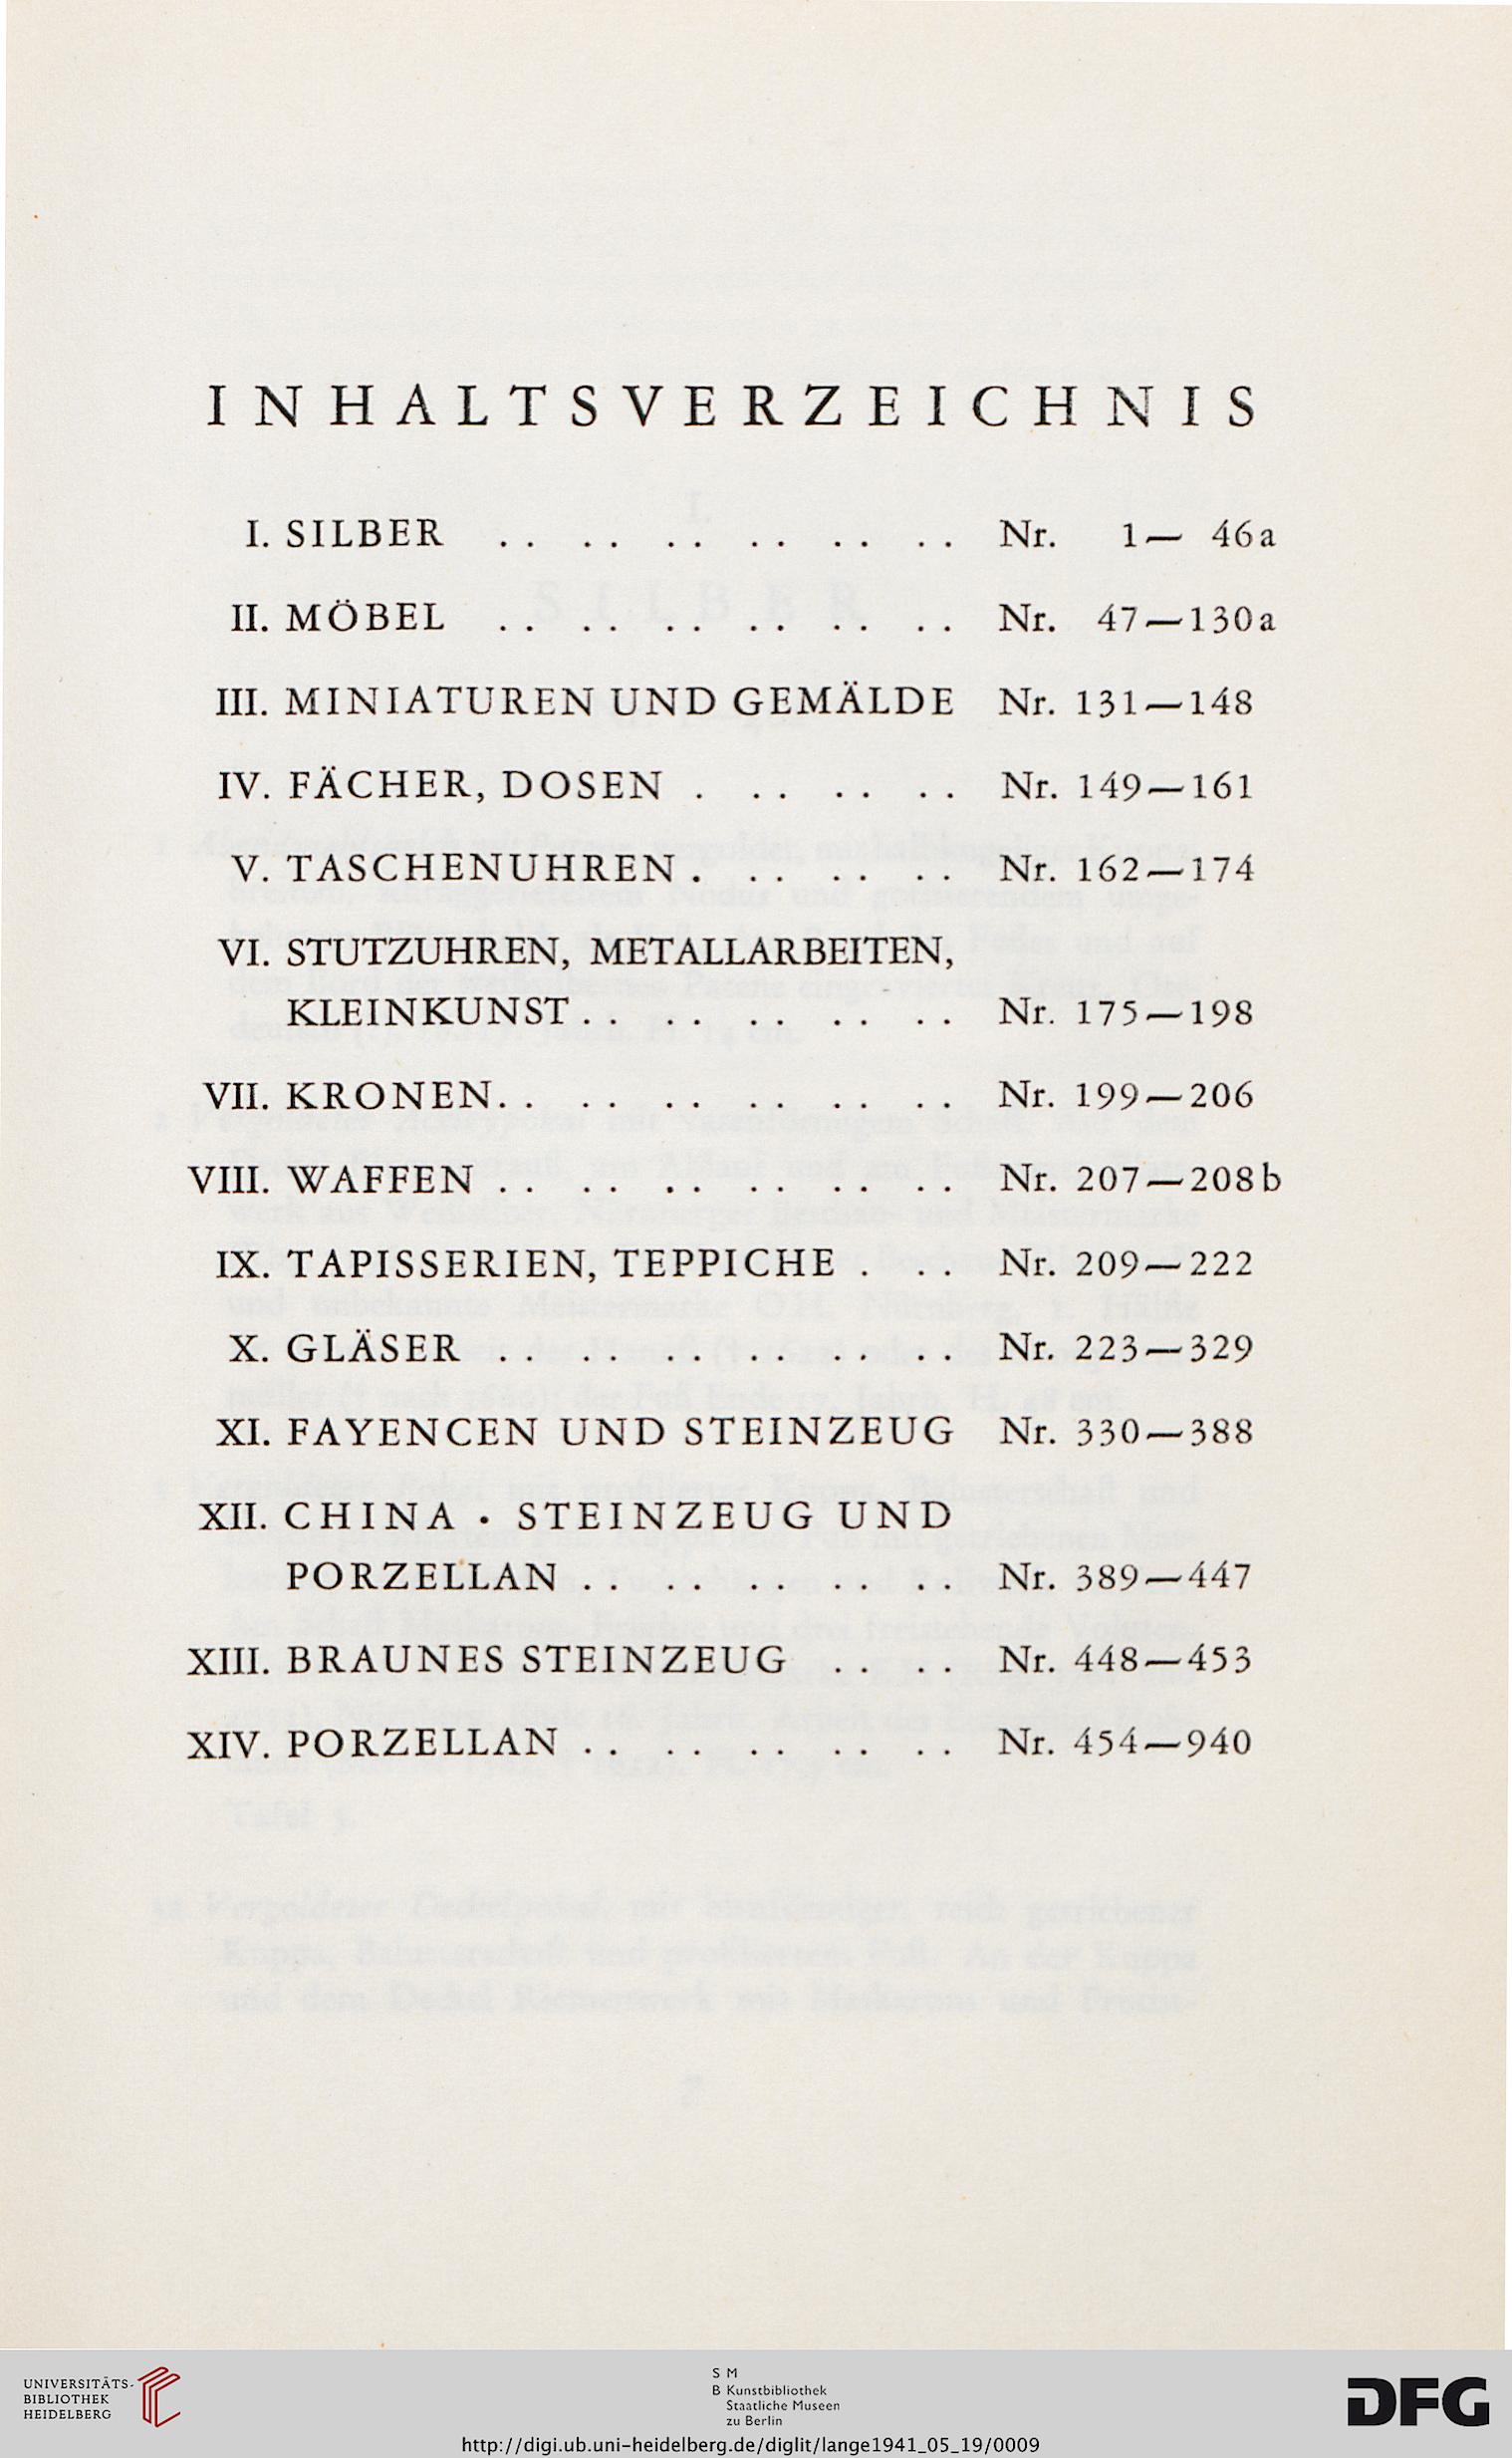 INHALTSVERZEICHNIS
I. SILBER . . . . . . . . . . . . Nr. 1— 46a
II. MÖBEL . . . . . . . . . . . . Nr. 47—130a
III. MINIATUREN UND GEMÄLDE Nr. 131—148
IV. FÄCHER, DOSEN . . . . . . . Nr. 149—161
V. TASCHENUHREN . . . . . . . Nr. 162—174
VI. STUTZUHREN, METALLARBEITEN,
KLEINKUNST . . . . . . . . . . Nr. 175—198
VII. KRONEN . . . . . . . . . . . . Nr. 199—206
VIII. WAFFEN . . . . . . . . . . . . Nr. 207—208b
IX. TAPISSERIEN, TEPPICHE . . . Nr. 209—222
X. GLÄSER . . . . . . . . . . . . Nr. 223—329
XI. FAYENCEN UND STEINZEUG Nr. 330—388
XII. CHINA · STEINZEUG UND
PORZELLAN . . . . . . . . . . Nr. 389—447
XIII. BRAUNES STEINZEUG . . . . Nr. 448—453
XIV. PORZELLAN . . . . . . . . . . Nr. 454—940
UNIVERSITÄTS-
BIBLIOTHEK
HEIDELBERG
S M
B Kunstbibliothek
Staatliche Museen
zu Berlin
DFG
http://digi.ub.uni-heidelberg.de/diglit/lange1941_05_19/0009